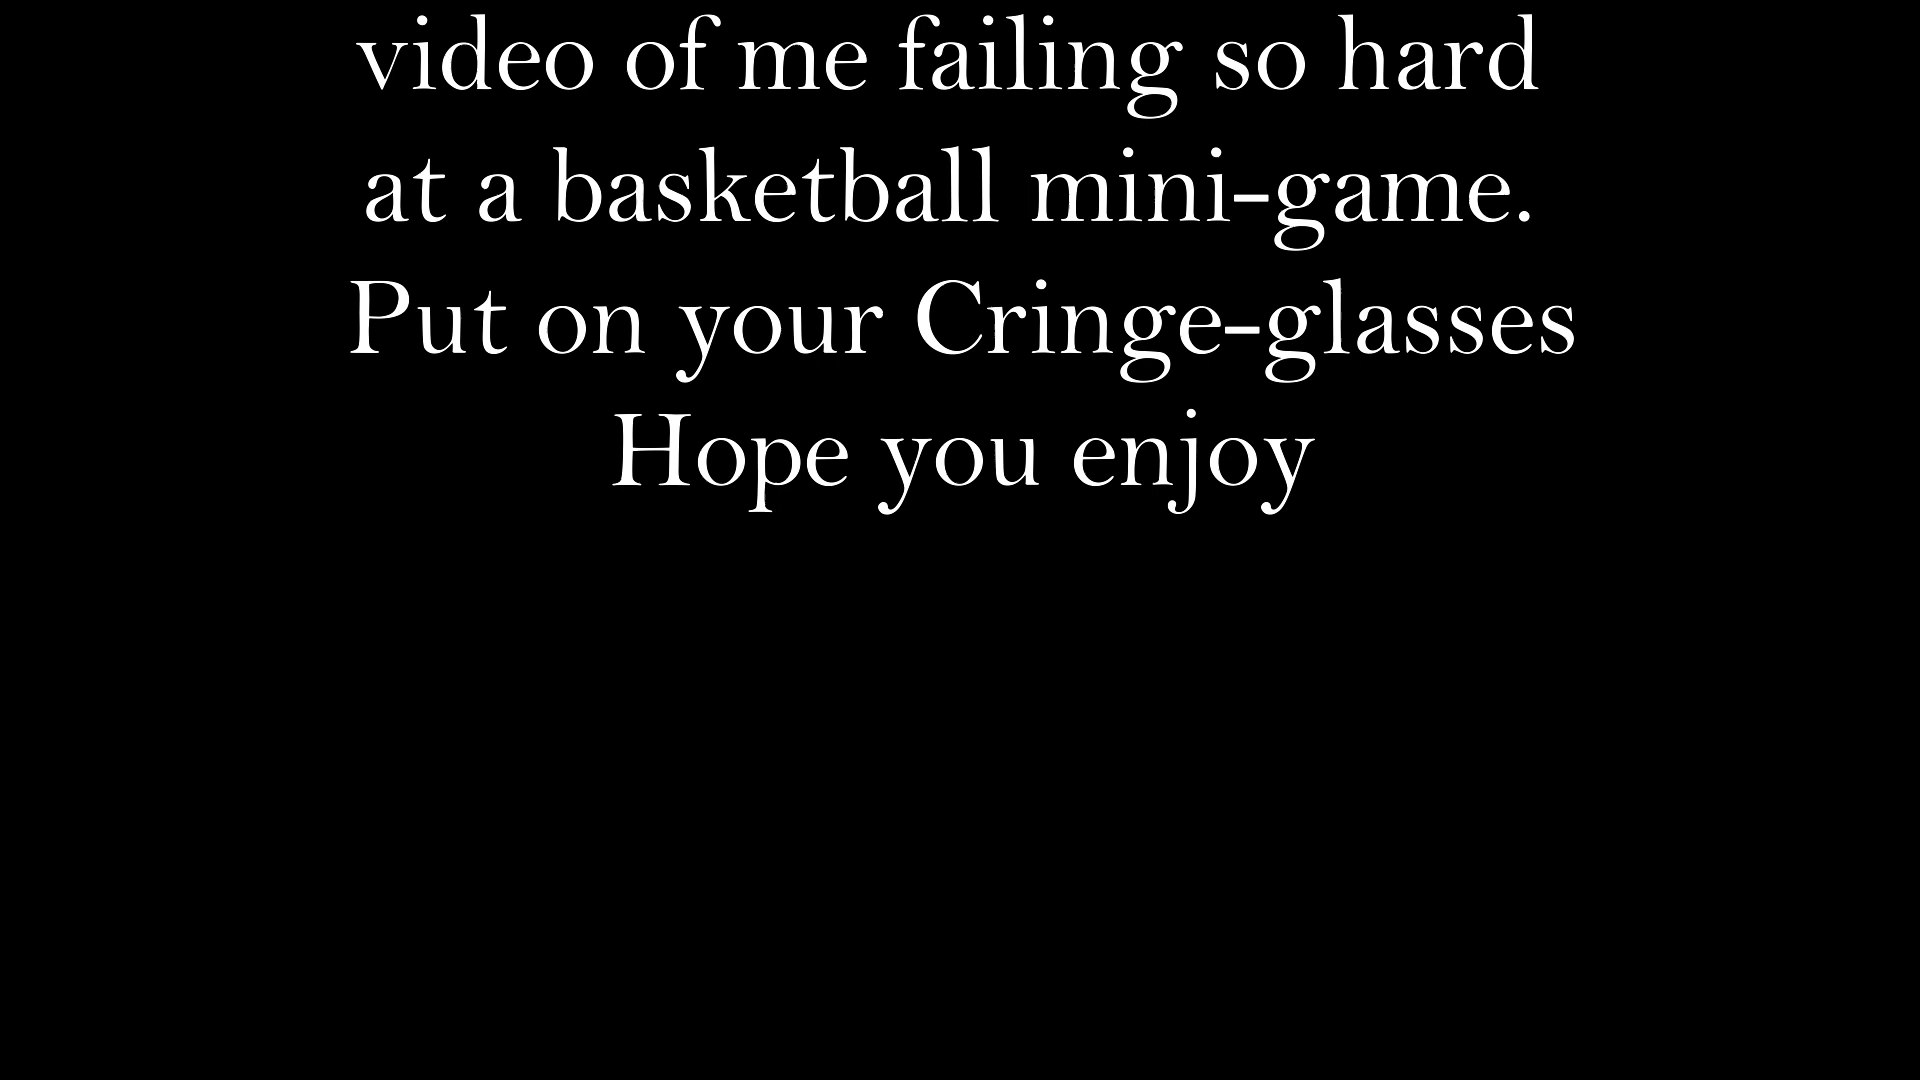 video of me failing so hard
at a basketball mini-game.
Put on your Cringe-glasses
Hope you enjoy